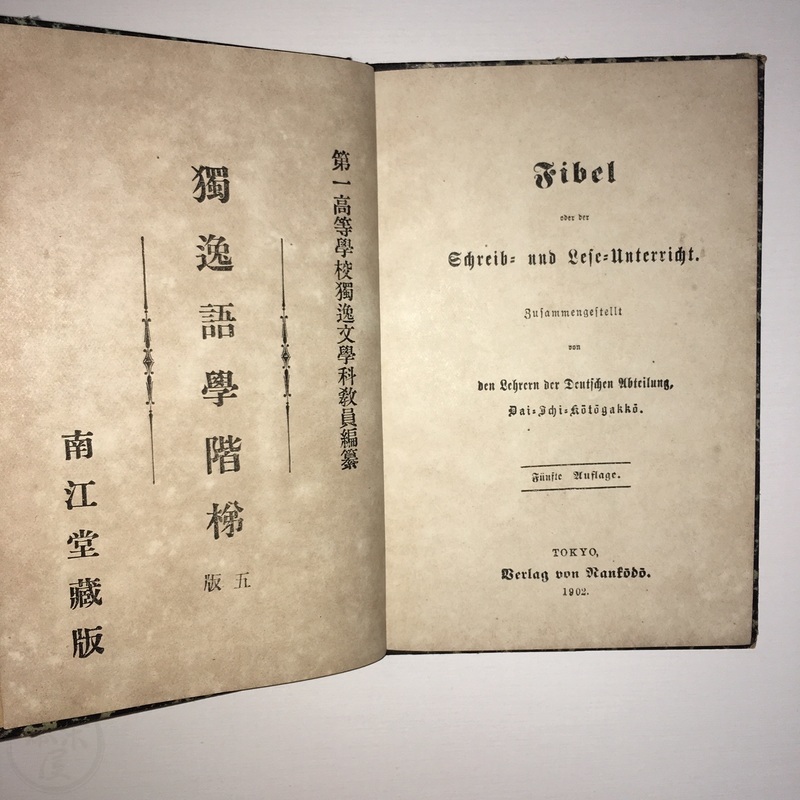 第一高等學校獨逸文學科敎員編纂
獨逸語學階梯
五版
南江堂藏版
Fibel
oder der
Schreib- und Lese-Unterricht.
Zusammengestellt
von
den Lehrern der Deutschen Abteilung,
Dai-Ichi-Kōtōgakkō.
Fünfte Auflage.
TOKYO,
Verlag von Nankōdō.
1902.